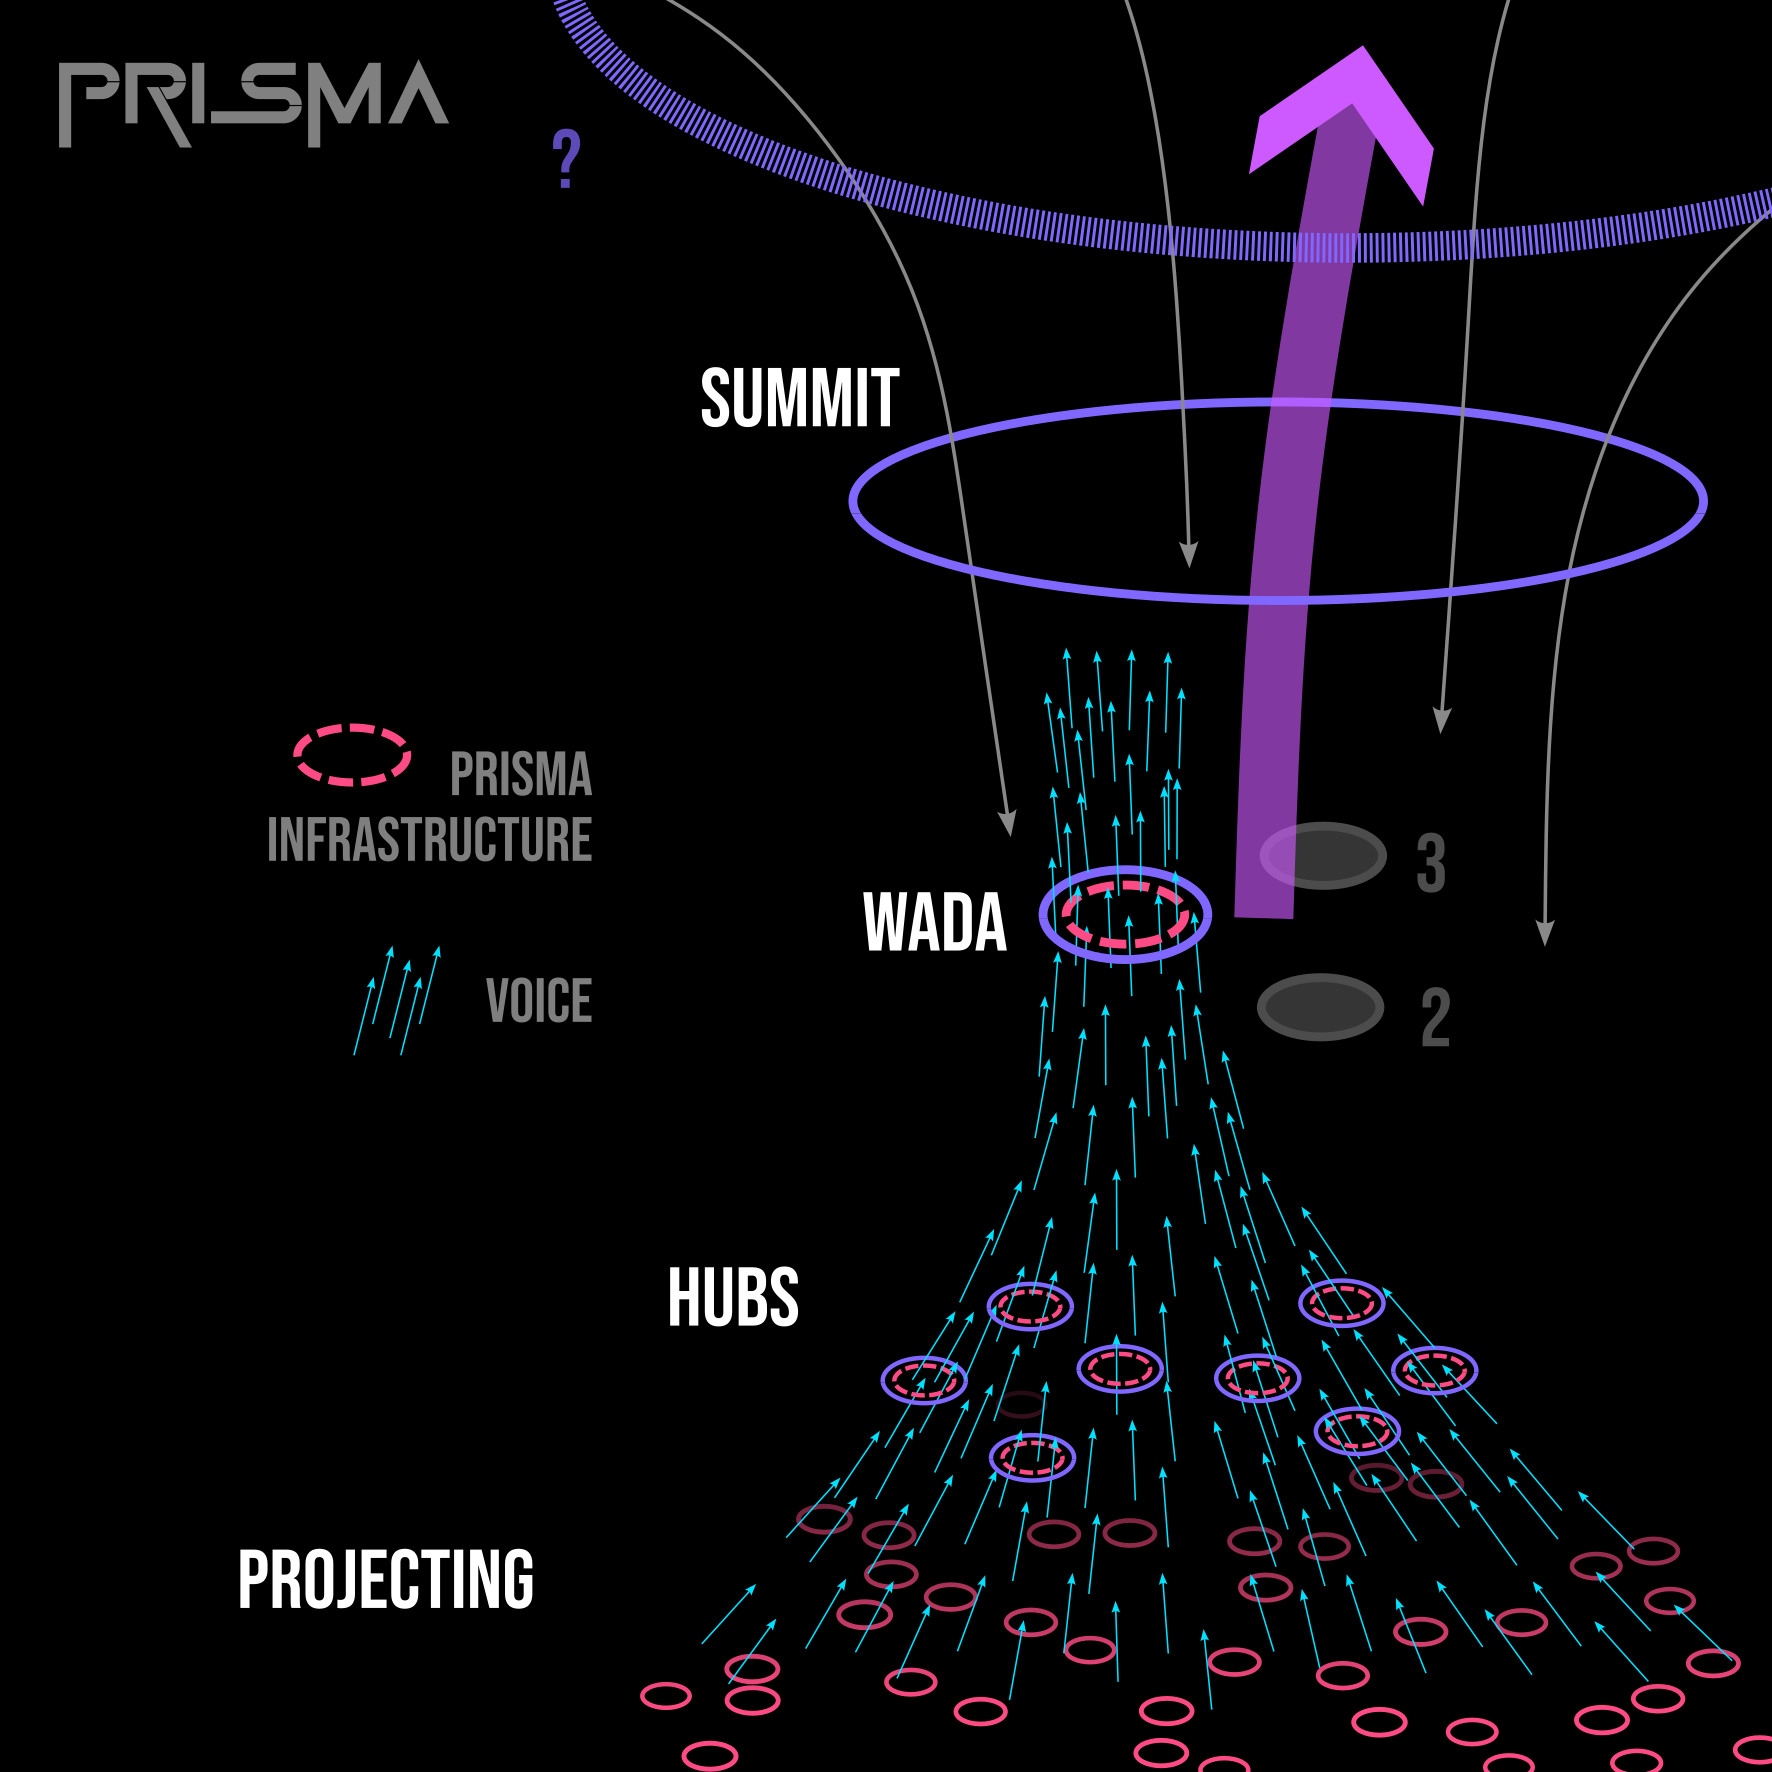 PRISMA
?
SUMMIT
PRISMA
INFRASTRUCTURE
3
WADA
VOICE
2
HUBS
PROJECTING